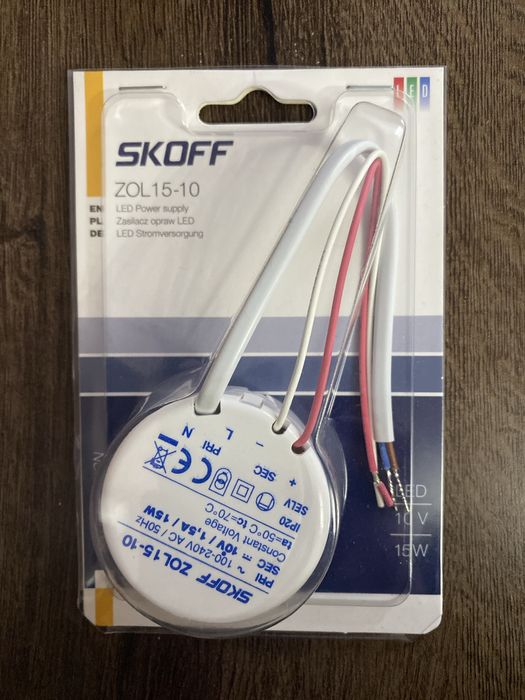 LED
SKOFF
ZOL15-10
EN LED Power supply
PL Zasilacz opraw LED
DE LED Stromversorgung
SKOFF ZOL15-10
PRI ~ 100-240V AC / 50Hz
SEC ⎓ 10V / 1,5A / 15W
Constant Voltage
ta=50°C tc=70°C
IP20
SELV
CE
+ SEC -
PRI N L
LED
10 V
15W